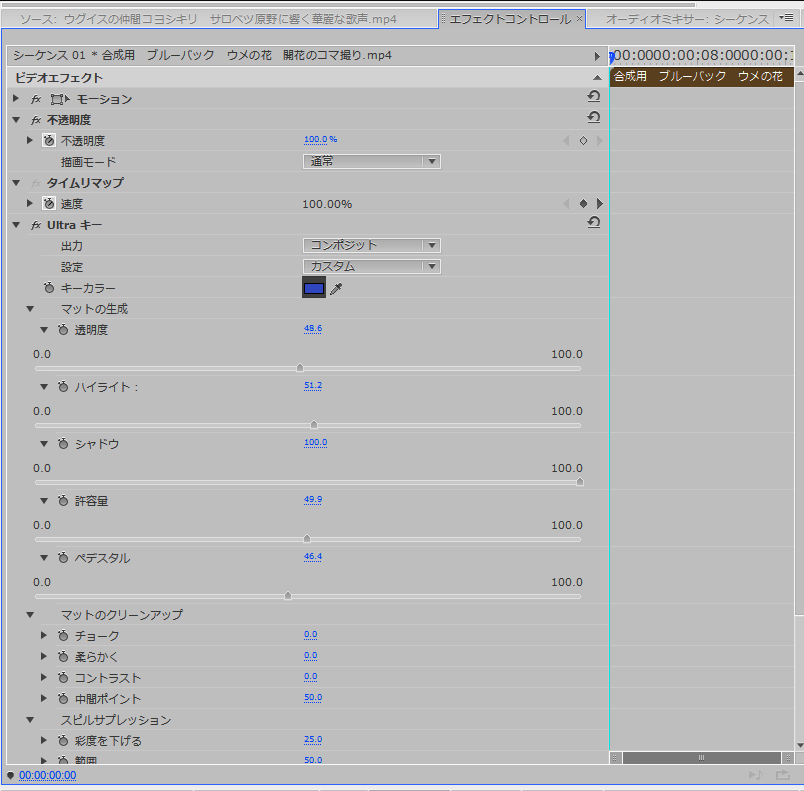 ソース: ウグイスの仲間コヨシキリ　サロベツ原野に響く華麗な歌声.mp4　エフェクトコントロール ×　オーディオミキサー: シーケンス
シーケンス 01 * 合成用　ブルーバック　ウメの花　開花のコマ撮り.mp4
ビデオエフェクト
fx モーション
fx 不透明度
不透明度 100.0 %
描画モード 通常
fx タイムリマップ
速度 100.00%
fx Ultra キー
出力 コンポジット
設定 カスタム
キーカラー
マットの生成
透明度 48.6
0.0 100.0
ハイライト : 51.2
0.0 100.0
シャドウ 100.0
0.0 100.0
許容量 49.9
0.0 100.0
ペデスタル 46.4
0.0 100.0
マットのクリーンアップ
チョーク 0.0
柔らかく 0.0
コントラスト 0.0
中間ポイント 50.0
スピルサプレッション
彩度を下げる 25.0
範囲 50.0
00:00:00:00
合成用　ブルーバック　ウメの花